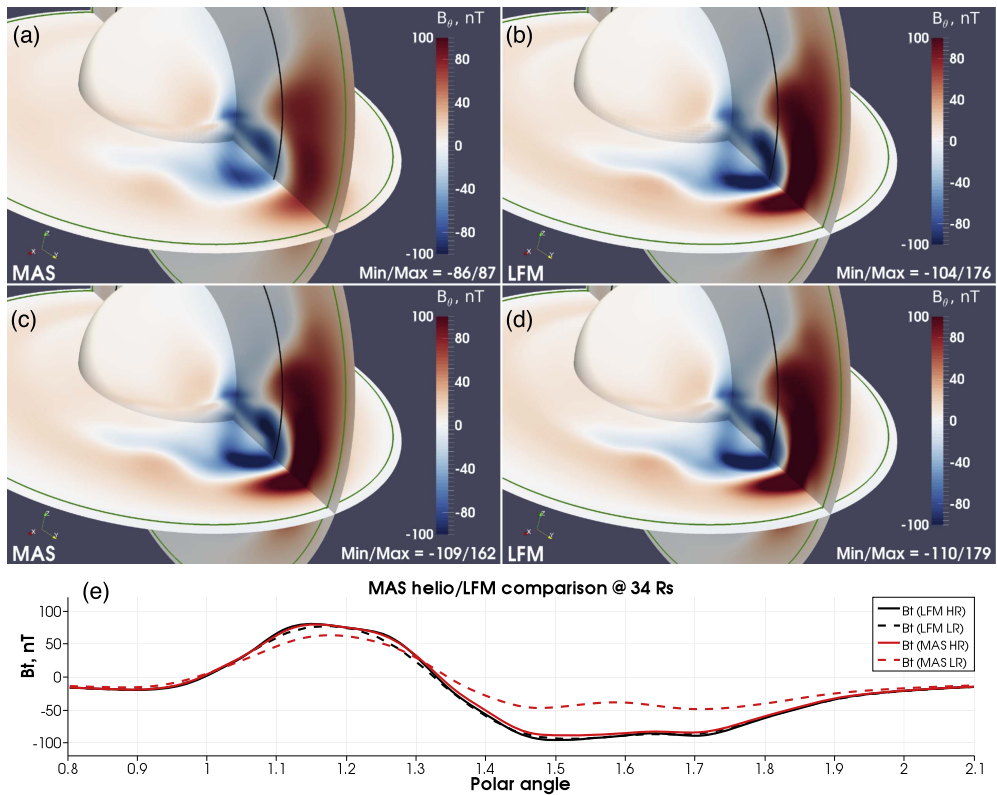 (a)
Bθ, nT
100
80
40
0
-40
-80
-100
MAS
Min/Max = -86/87
X
Z
Y
(b)
Bθ, nT
100
80
40
0
-40
-80
-100
LFM
Min/Max = -104/176
X
Z
Y
(c)
Bθ, nT
100
80
40
0
-40
-80
-100
MAS
Min/Max = -109/162
X
Z
Y
(d)
Bθ, nT
100
80
40
0
-40
-80
-100
LFM
Min/Max = -110/179
X
Z
Y
(e)
MAS helio/LFM comparison @ 34 Rs
Bt, nT
100
50
0
-50
-100
Bt (LFM HR)
Bt (LFM LR)
Bt (MAS HR)
Bt (MAS LR)
0.8 0.9 1 1.1 1.2 1.3 1.4 1.5 1.6 1.7 1.8 1.9 2 2.1
Polar angle